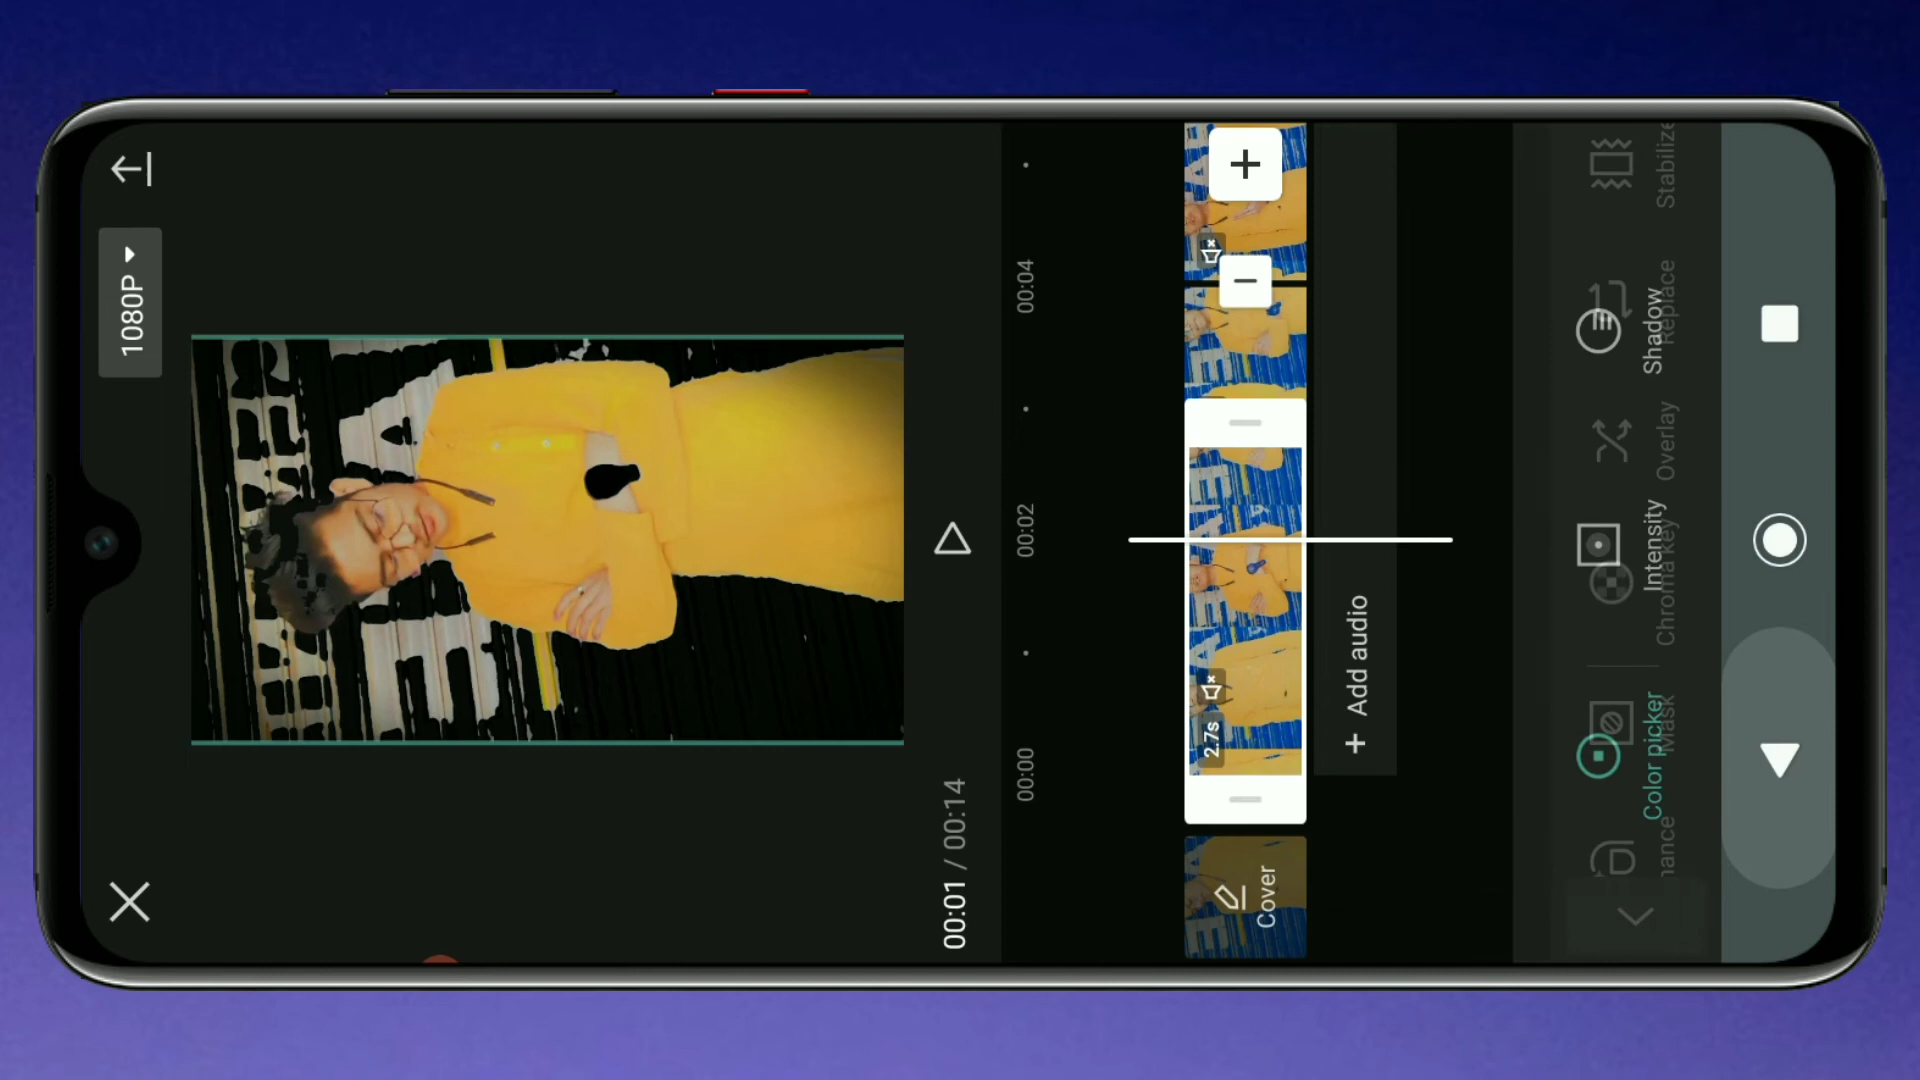 1080P
00:01 / 00:14
00:00
00:02
00:04
2.7s
Cover
+ Add audio
Color picker
Intensity
Shadow
Mask
Chroma key
Overlay
Replace
Stabilize